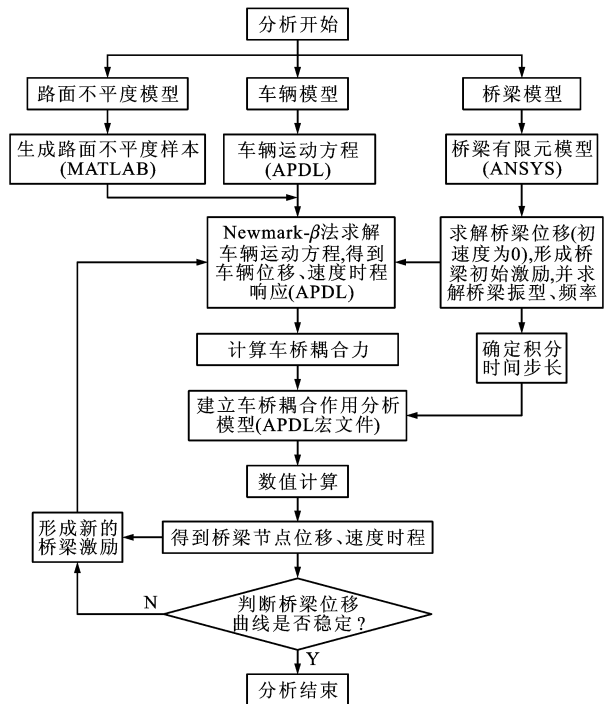 分析开始
路面不平度模型
车辆模型
桥梁模型
生成路面不平度样本
(MATLAB)
车辆运动方程
(APDL)
桥梁有限元模型
(ANSYS)
Newmark-β法求解
车辆运动方程,得到
车辆位移、速度时程
响应(APDL)
求解桥梁位移(初
速度为0),形成桥
梁初始激励,并求
解桥梁振型、频率
计算车桥耦合力
确定积分
时间步长
建立车桥耦合作用分析
模型(APDL宏文件)
数值计算
形成新的
桥梁激励
得到桥梁节点位移、速度时程
N
判断桥梁位移
曲线是否稳定?
Y
分析结束